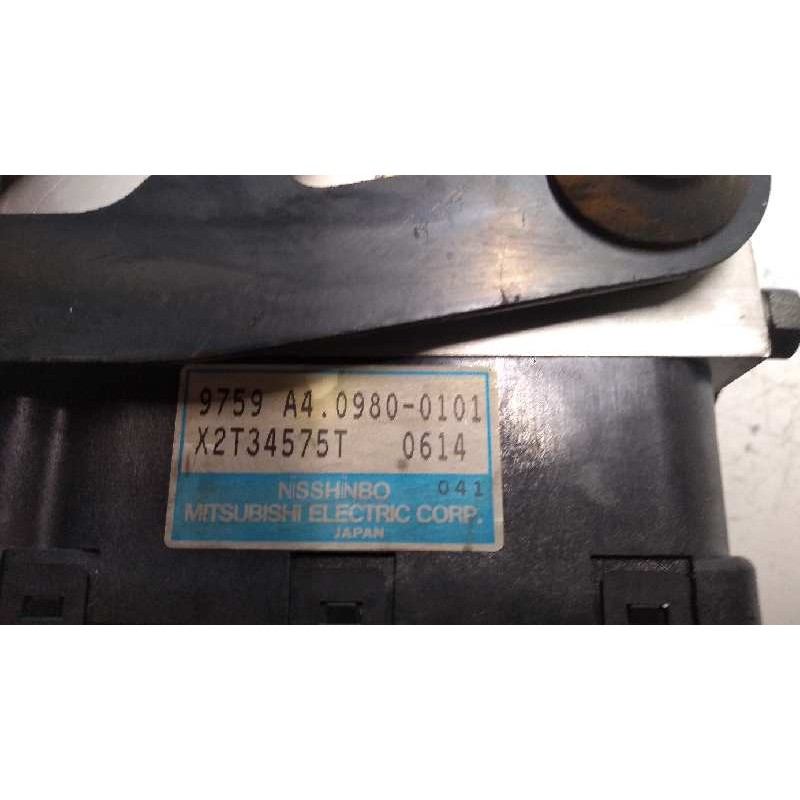 9759 A4.0980-0101
X2T34575T 0614
NISSHINBO 041
MITSUBISHI ELECTRIC CORP.
JAPAN